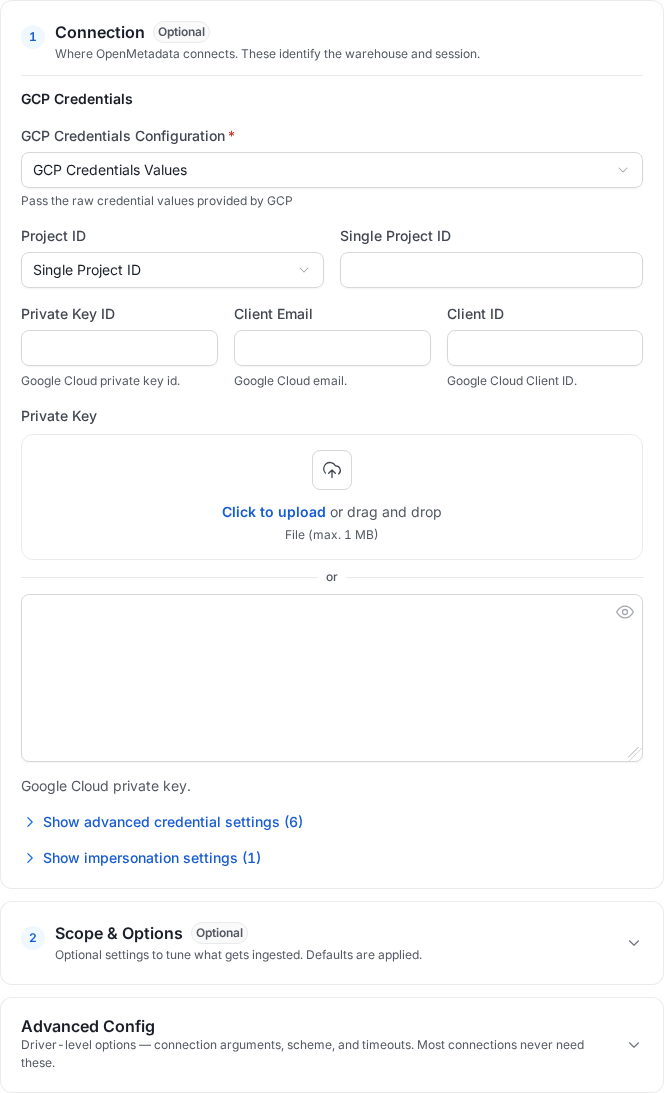 1 Connection Optional
Where OpenMetadata connects. These identify the warehouse and session.
GCP Credentials
GCP Credentials Configuration *
GCP Credentials Values
Pass the raw credential values provided by GCP
Project ID Single Project ID
Single Project ID
Private Key ID Client Email Client ID
Google Cloud private key id. Google Cloud email. Google Cloud Client ID.
Private Key
Click to upload or drag and drop
File (max. 1 MB)
or
Google Cloud private key.
Show advanced credential settings (6)
Show impersonation settings (1)
2 Scope & Options Optional
Optional settings to tune what gets ingested. Defaults are applied.
Advanced Config
Driver-level options — connection arguments, scheme, and timeouts. Most connections never need
these.